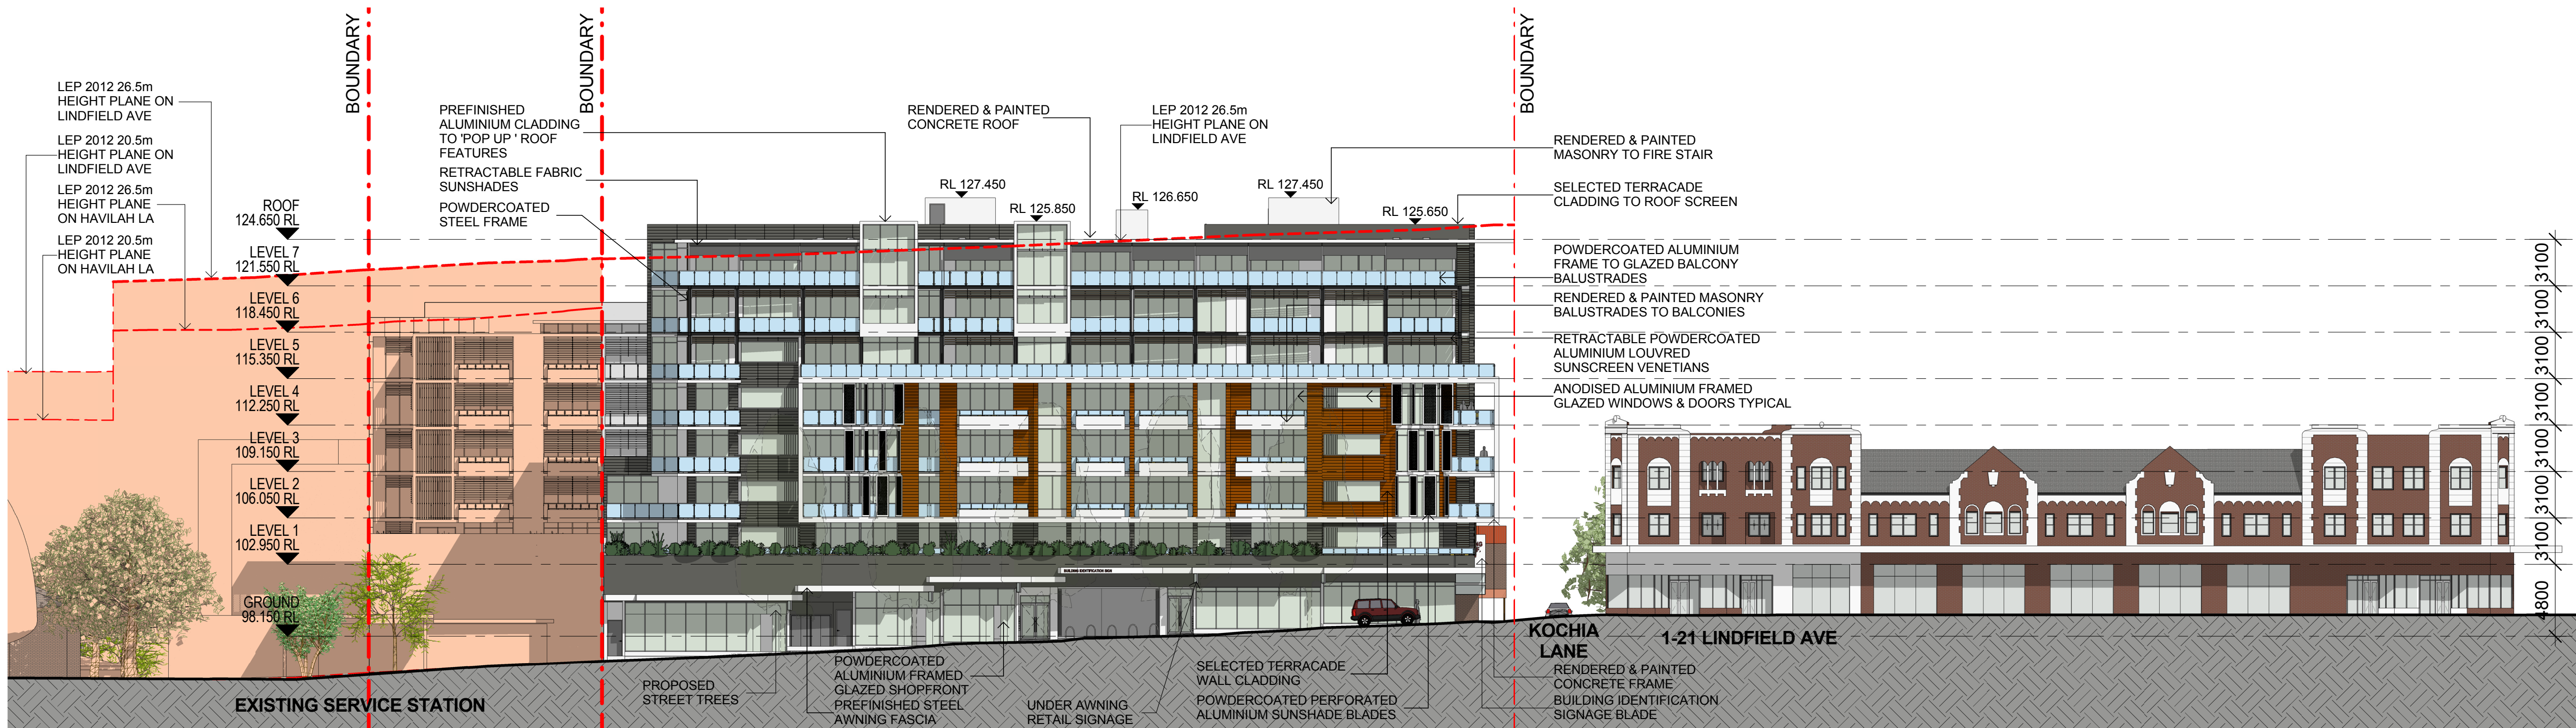 BOUNDARY
BOUNDARY
BOUNDARY
LEP 2012 26.5m
HEIGHT PLANE ON
LINDFIELD AVE
LEP 2012 20.5m
HEIGHT PLANE ON
LINDFIELD AVE
LEP 2012 26.5m
HEIGHT PLANE
ON HAVILAH LA
LEP 2012 20.5m
HEIGHT PLANE
ON HAVILAH LA
ROOF
124.650 RL
LEVEL 7
121.550 RL
LEVEL 6
118.450 RL
LEVEL 5
115.350 RL
LEVEL 4
112.250 RL
LEVEL 3
109.150 RL
LEVEL 2
106.050 RL
LEVEL 1
102.950 RL
GROUND
98.150 RL
PREFINISHED
ALUMINIUM CLADDING
TO 'POP UP ' ROOF
FEATURES
RETRACTABLE FABRIC
SUNSHADES
POWDERCOATED
STEEL FRAME
RENDERED & PAINTED
CONCRETE ROOF
LEP 2012 26.5m
HEIGHT PLANE ON
LINDFIELD AVE
RL 127.450
RL 125.850
RL 126.650
RL 127.450
RL 125.650
RENDERED & PAINTED
MASONRY TO FIRE STAIR
SELECTED TERRACADE
CLADDING TO ROOF SCREEN
POWDERCOATED ALUMINIUM
FRAME TO GLAZED BALCONY
BALUSTRADES
RENDERED & PAINTED MASONRY
BALUSTRADES TO BALCONIES
RETRACTABLE POWDERCOATED
ALUMINIUM LOUVRED
SUNSCREEN VENETIANS
ANODISED ALUMINIUM FRAMED
GLAZED WINDOWS & DOORS TYPICAL
3100
3100
3100
3100
3100
3100
3100
4800
BUILDING IDENTIFICATION SIGN
EXISTING SERVICE STATION
PROPOSED
STREET TREES
POWDERCOATED
ALUMINIUM FRAMED
GLAZED SHOPFRONT
PREFINISHED STEEL
AWNING FASCIA
UNDER AWNING
RETAIL SIGNAGE
SELECTED TERRACADE
WALL CLADDING
POWDERCOATED PERFORATED
ALUMINIUM SUNSHADE BLADES
KOCHIA
LANE
1-21 LINDFIELD AVE
RENDERED & PAINTED
CONCRETE FRAME
BUILDING IDENTIFICATION
SIGNAGE BLADE